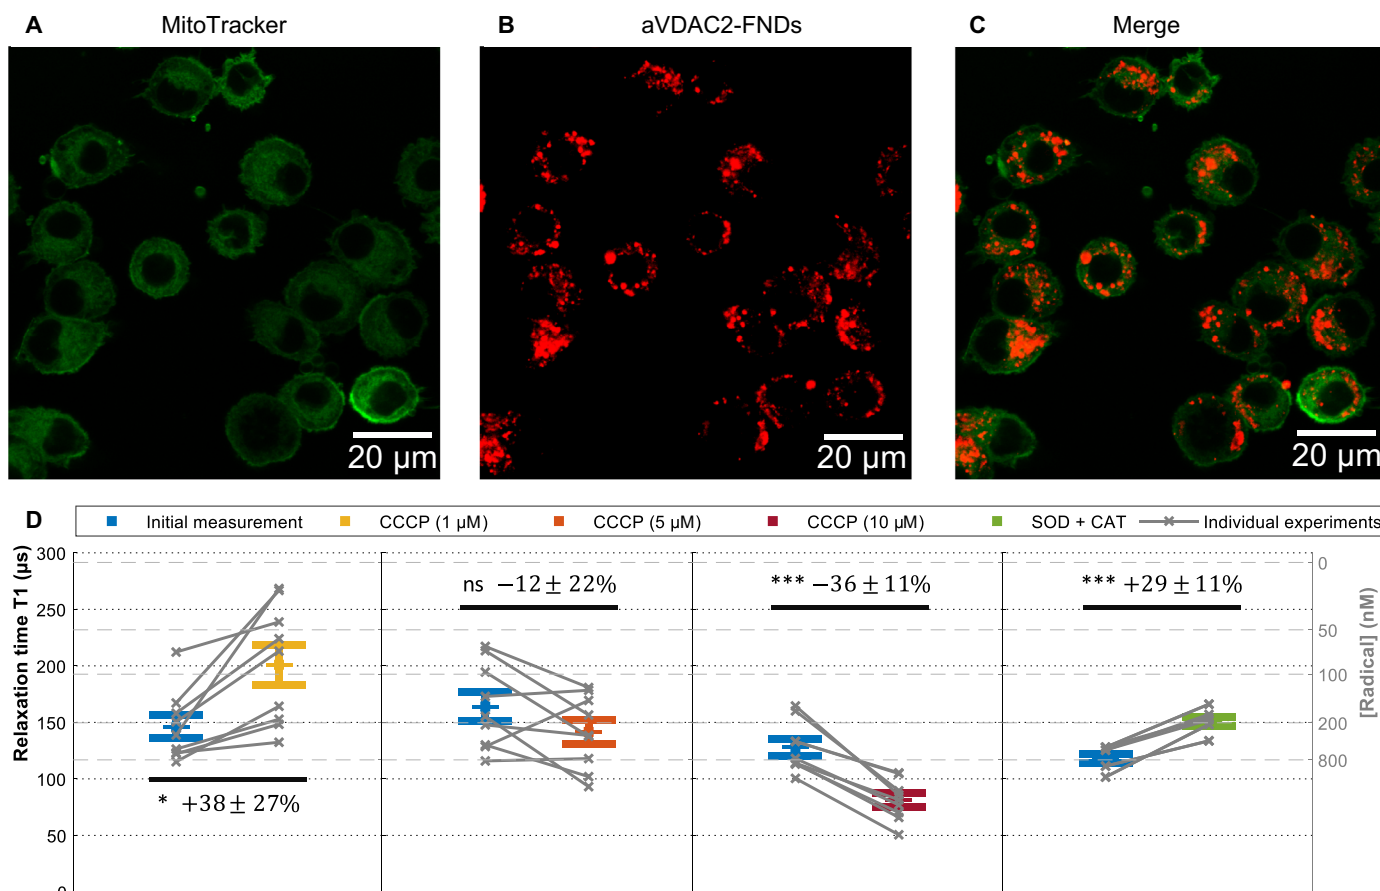 A MitoTracker
B aVDAC2-FNDs
C Merge
20 µm
20 µm
20 µm
D
Initial measurement
CCCP (1 µM)
CCCP (5 µM)
CCCP (10 µM)
SOD + CAT
Individual experiments
Relaxation time T1 (µs)
300
250
200
150
100
50
0
* +38 ± 27%
ns −12 ± 22%
*** −36 ± 11%
*** +29 ± 11%
0
50
100
200
800
[Radical] (nM)